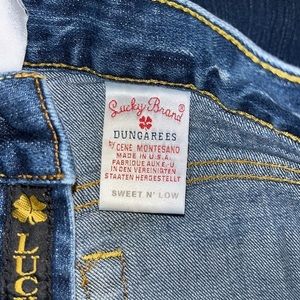 Lucky Brand®
DUNGAREES
by GENE MONTESANO
MADE IN U.S.A.
FABRIQUE AUX E.-U.
IN DEN VEREINIGTEN
STAATEN HERGESTELLT
SWEET N' LOW
LUC